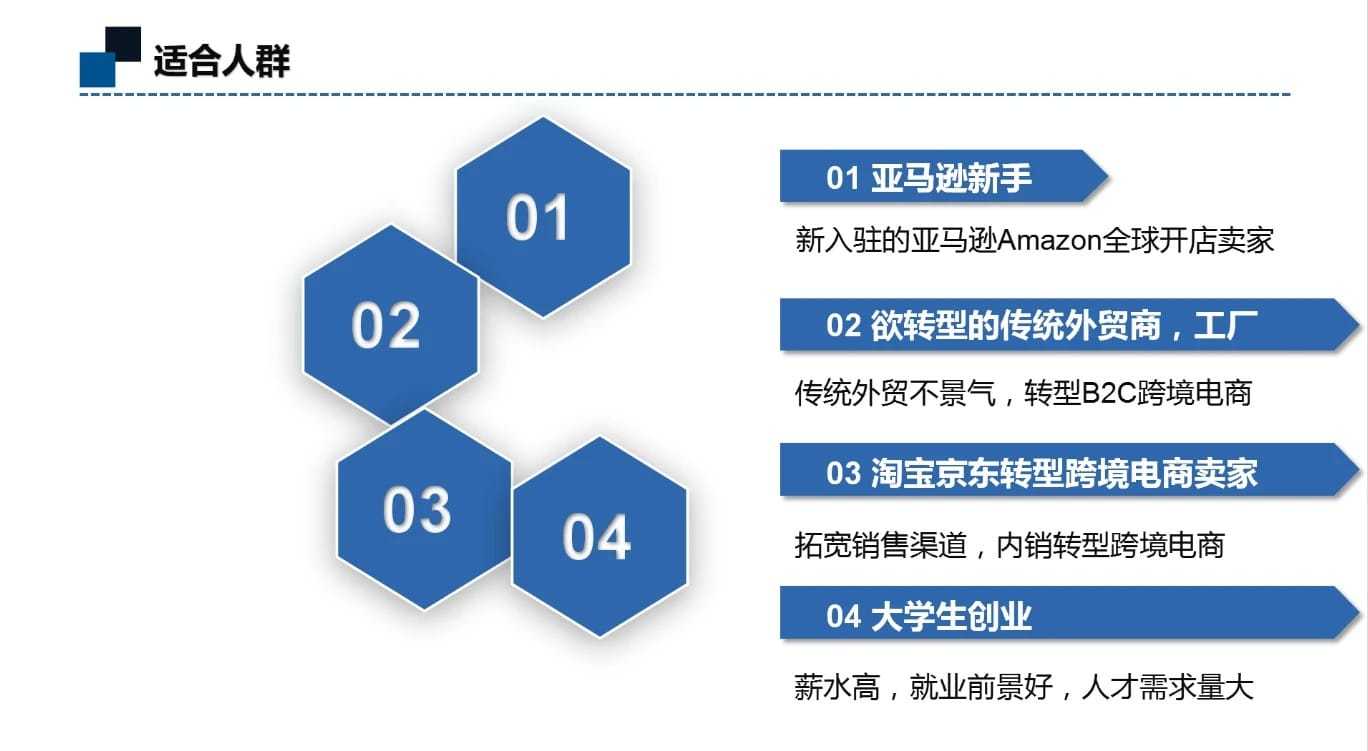 适合人群
01
02
03
04
01 亚马逊新手
新入驻的亚马逊Amazon全球开店卖家
02 欲转型的传统外贸商，工厂
传统外贸不景气，转型B2C跨境电商
03 淘宝京东转型跨境电商卖家
拓宽销售渠道，内销转型跨境电商
04 大学生创业
薪水高，就业前景好，人才需求量大